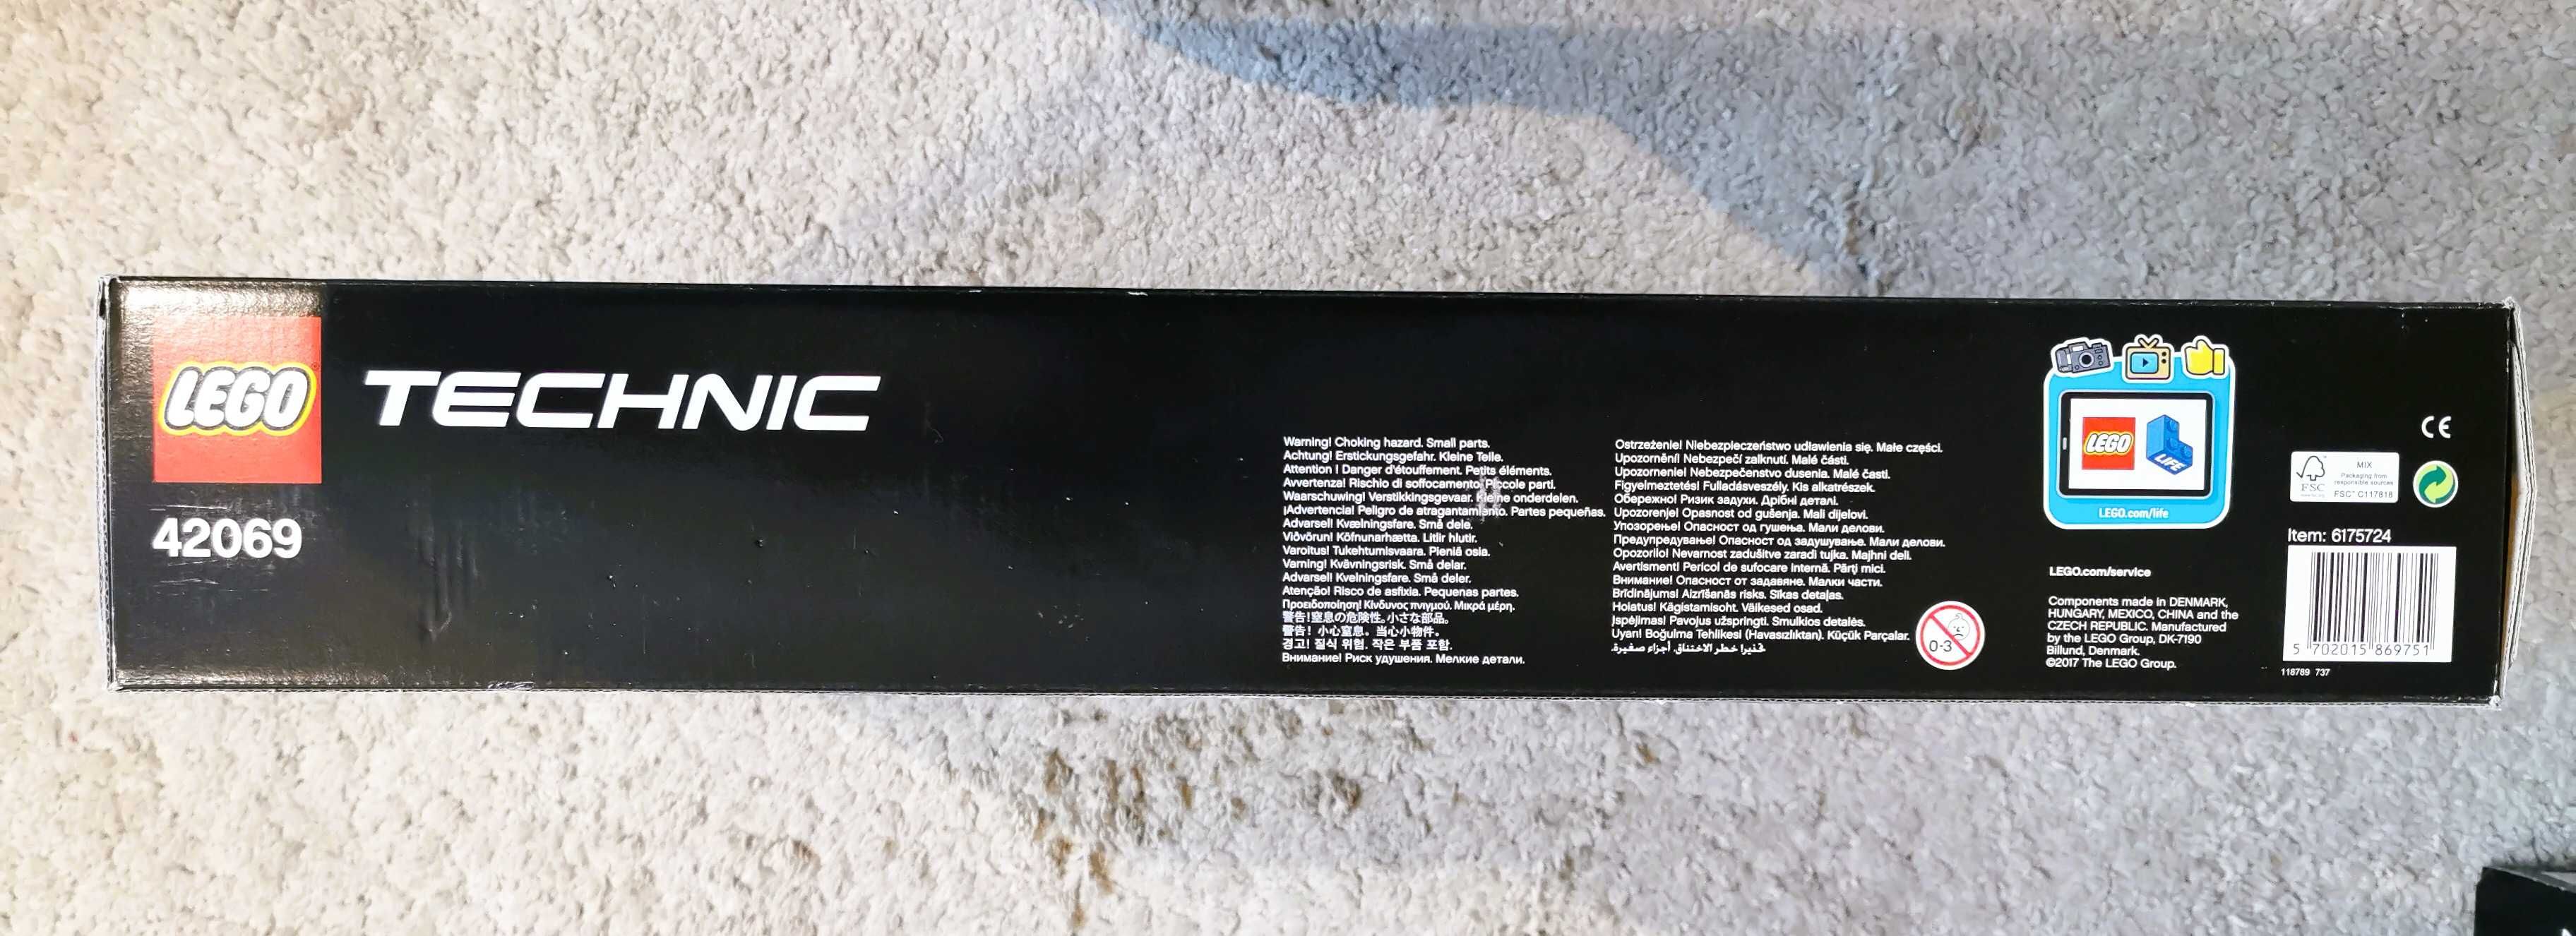 LEGO
TECHNIC
42069
Warning! Choking hazard. Small parts.
Achtung! Erstickungsgefahr. Kleine Teile.
Attention ! Danger d'étouffement. Petits éléments.
Avvertenza! Rischio di soffocamento. Piccole parti.
Waarschuwing! Verstikkingsgevaar. Kleine onderdelen.
¡Advertencia! Peligro de atragantamiento. Partes pequeñas.
Advarsel! Kvælningsfare. Små dele.
Viðvörun! Köfnunarhætta. Litlir hlutir.
Varoitus! Tukehtumisvaara. Pieniä osia.
Varning! Kvävningsrisk. Små delar.
Advarsel! Kvelningsfare. Små deler.
Atenção! Risco de asfixia. Pequenas partes.
Προειδοποίηση! Κίνδυνος πνιγμού. Μικρά μέρη.
警告!窒息の危険性。小さな部品。
警告! 小心窒息。当心小物件。
경고! 질식 위험. 작은 부품 포함.
Внимание! Риск удушения. Мелкие детали.
Ostrzeżenie! Niebezpieczeństwo udławienia się. Małe części.
Upozornění! Nebezpečí zalknutí. Malé části.
Upozornenie! Nebezpečenstvo dusenia. Malé časti.
Figyelmeztetés! Fulladásveszély. Kis alkatrészek.
Обережно! Ризик задухи. Дрібні деталі.
Upozorenje! Opasnost od gušenja. Mali dijelovi.
Упозорење! Опасност од гушења. Мали делови.
Предупредување! Опасност од задушување. Мали делови.
Opozorilo! Nevarnost zadušitve zaradi tujka. Majhni deli.
Avertisment! Pericol de sufocare internă. Părţi mici.
Внимание! Опасност от задавяне. Малки части.
Brīdinājums! Aizrīšanās risks. Sīkas detaļas.
Hoiatus! Kägistamisoht. Väikesed osad.
Įspėjimas! Pavojus užspringti. Smulkios detalės.
Uyarı! Boğulma Tehlikesi (Havasızlıktan). Küçük Parçalar.
تحذير! خطر الاختناق. أجزاء صغيرة.
0-3
LEGO
LIFE
LEGO.com/life
LEGO.com/service
Components made in DENMARK,
HUNGARY, MEXICO, CHINA and the
CZECH REPUBLIC. Manufactured
by the LEGO Group, DK-7190
Billund, Denmark.
©2017 The LEGO Group.
CE
FSC
MIX
Packaging from
responsible sources
FSC® C117818
Item: 6175724
5 702015 869751
118789 737